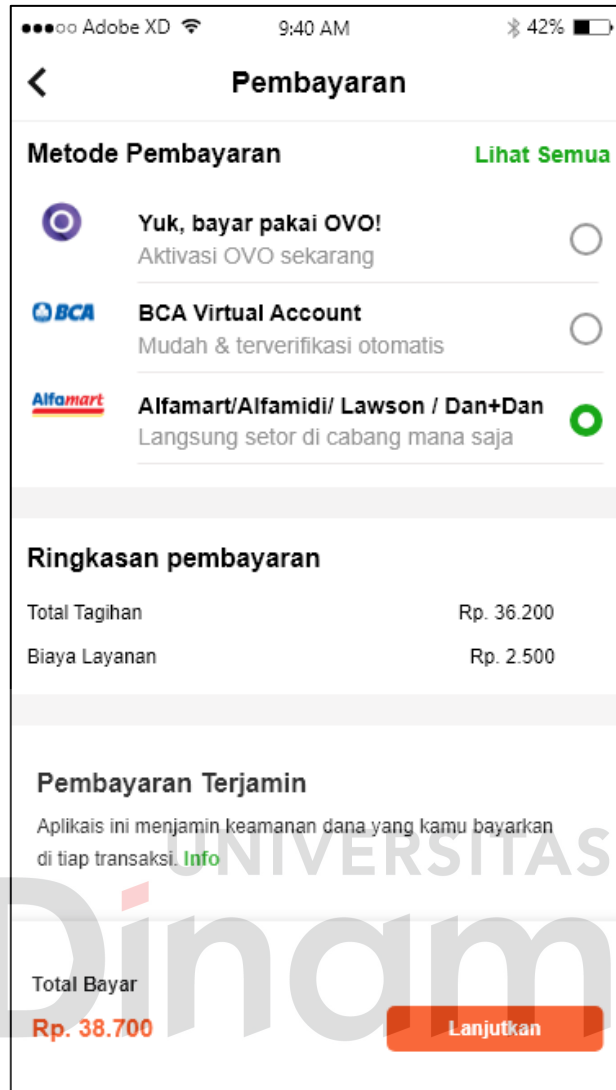 Adobe XD 9:40 AM 42%
Pembayaran
Metode Pembayaran Lihat Semua
Yuk, bayar pakai OVO!
Aktivasi OVO sekarang
BCA BCA Virtual Account
Mudah & terverifikasi otomatis
Alfamart Alfamart/Alfamidi/ Lawson / Dan+Dan
Langsung setor di cabang mana saja
Ringkasan pembayaran
Total Tagihan Rp. 36.200
Biaya Layanan Rp. 2.500
Pembayaran Terjamin
Aplikais ini menjamin keamanan dana yang kamu bayarkan
di tiap transaksi. Info
UNIVERSITAS
Dinam
Total Bayar
Rp. 38.700 Lanjutkan